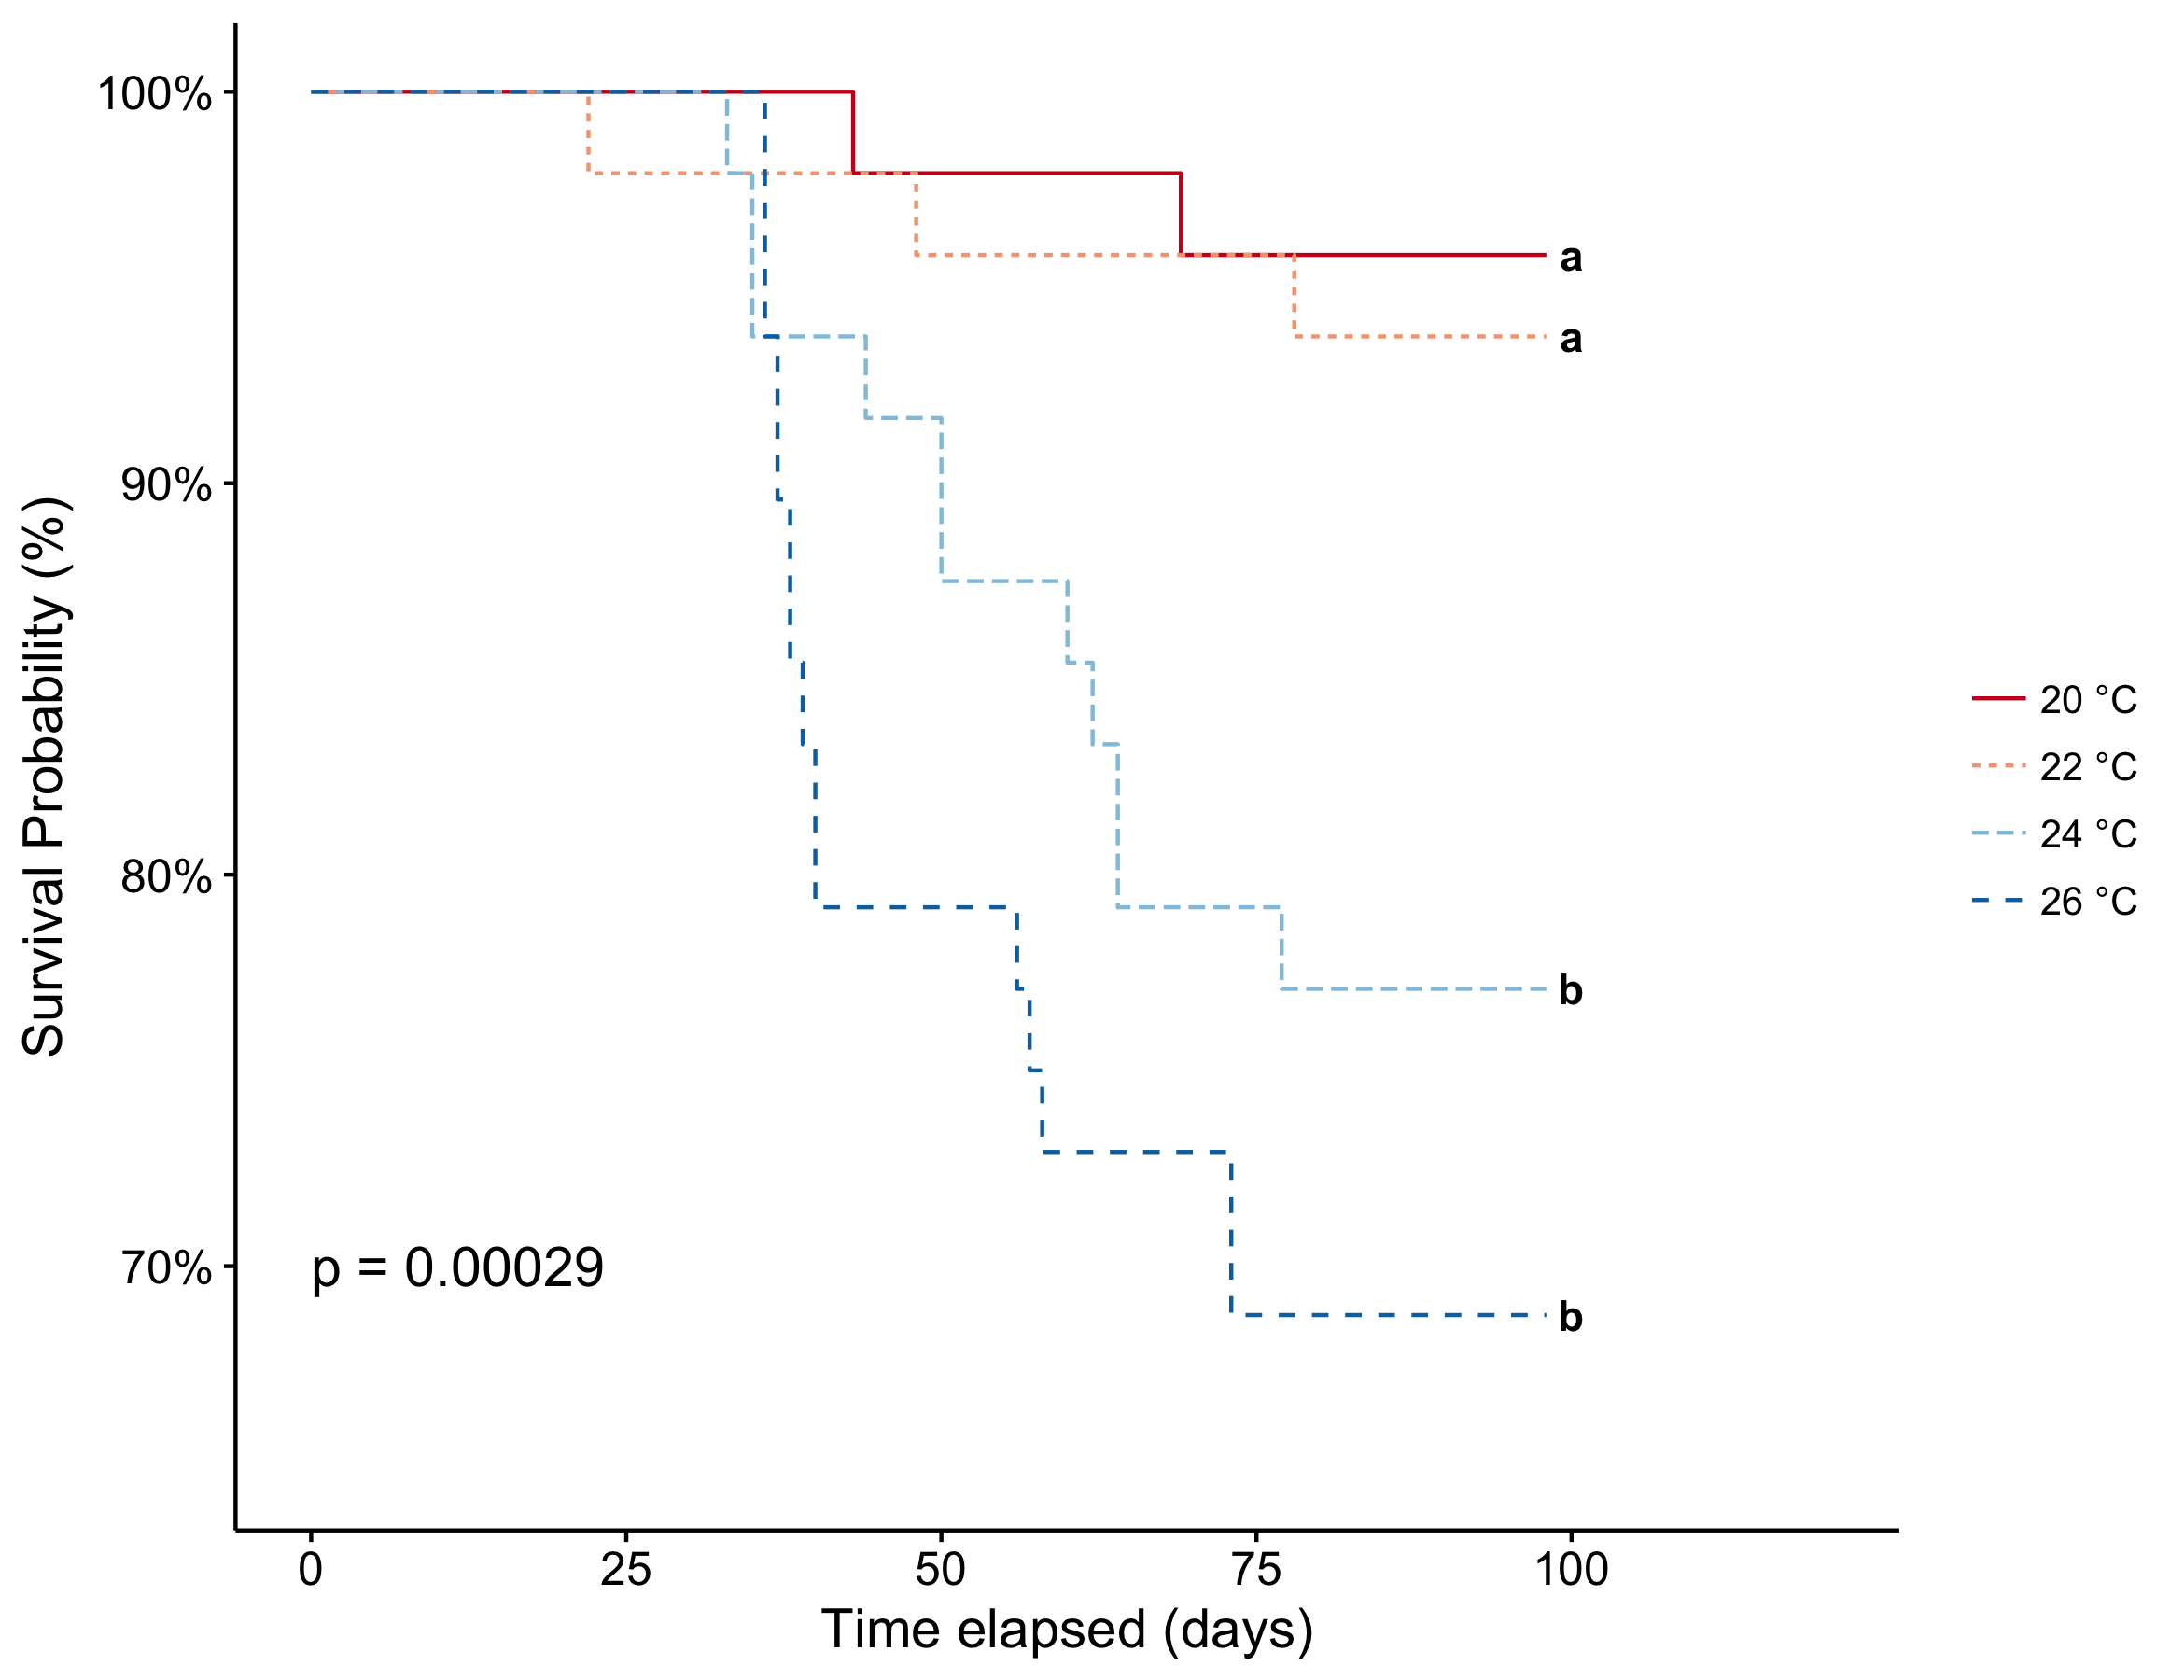 Survival Probability (%)
100%
90%
80%
70%
a
a
b
b
p = 0.00029
0 25 50 75 100
Time elapsed (days)
20 °C
22 °C
24 °C
26 °C